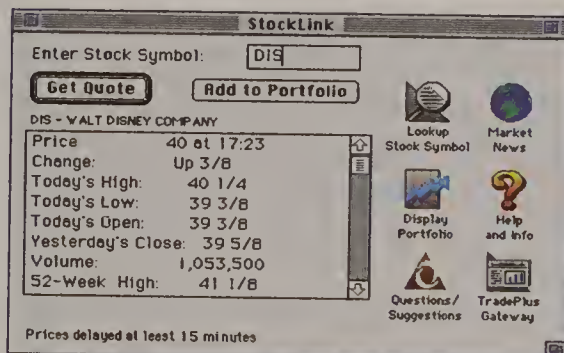 StockLink
Enter Stock Symbol: DIS
Get Quote Add to Portfolio
DIS - WALT DISNEY COMPANY
Price 40 at 17:23
Change: Up 3/8
Today's High: 40 1/4
Today's Low: 39 3/8
Today's Open: 39 3/8
Yesterday's Close: 39 5/8
Volume: 1,053,500
52-Week High: 41 1/8
Lookup
Stock Symbol
Market
News
Display
Portfolio
Help
and Info
Questions/
Suggestions
TradePlus
Gateway
Prices delayed at least 15 minutes